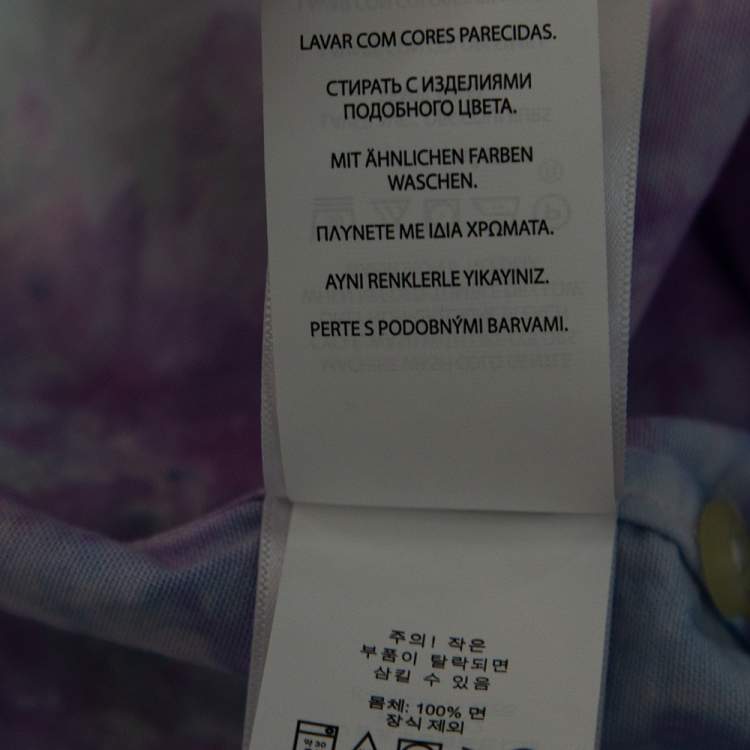 LAVAR COM CORES PARECIDAS.
СТИРАТЬ С ИЗДЕЛИЯМИ
ПОДОБНОГО ЦВЕТА.
MIT ÄHNLICHEN FARBEN
WASCHEN.
ΠΛΥΝΕΤΕ ΜΕ ΙΔΙΑ ΧΡΩΜΑΤΑ.
AYNI RENKLERLE YIKAYINIZ.
PERTE S PODOBNÝMI BARVAMI.
주의! 작은
부품이 탈락되면
삼킬 수 있음
몸체: 100% 면
장식 제외
약 30